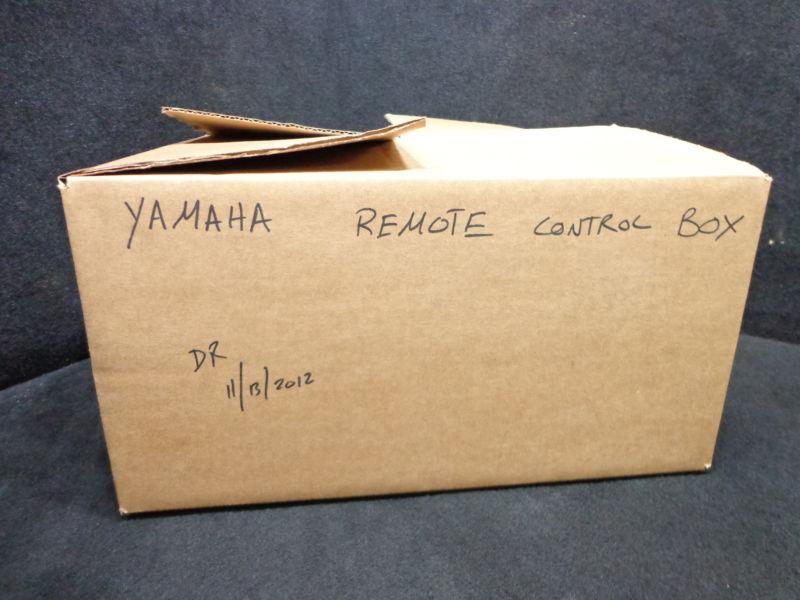 YAMAHA REMOTE CONTROL BOX
DR
11/13/2012